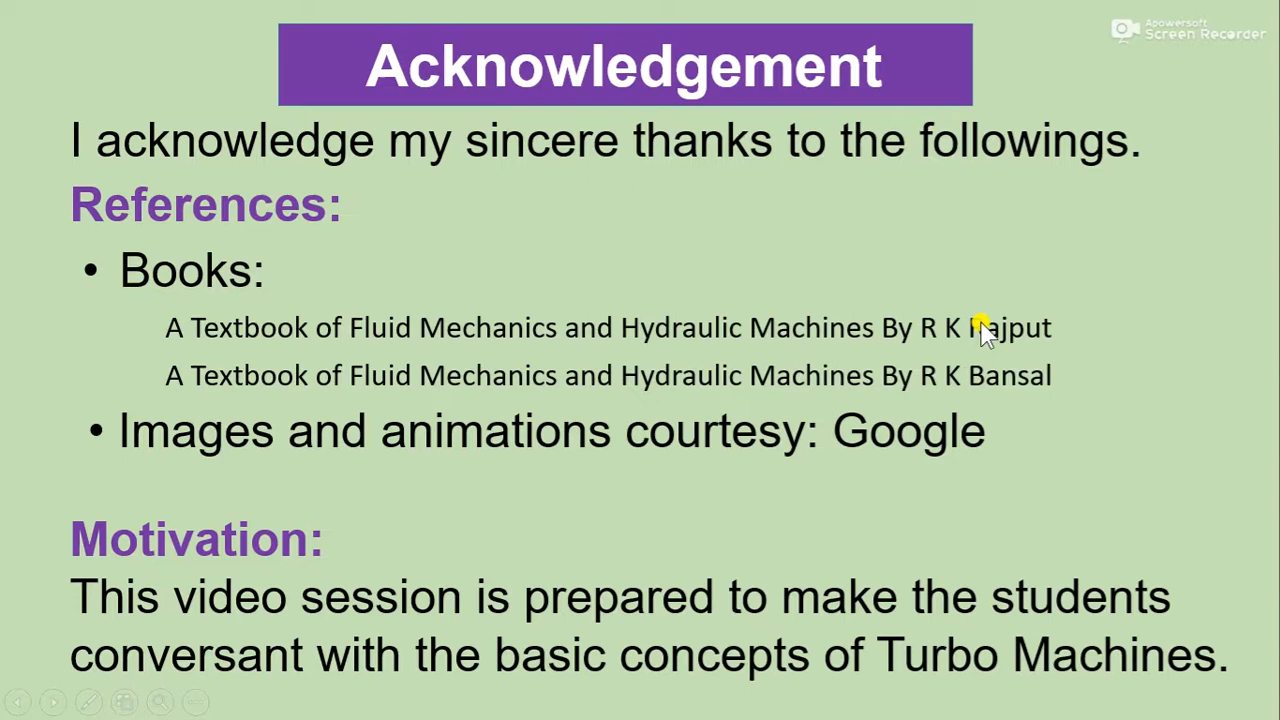 Apowersoft
Screen Recorder
Acknowledgement
I acknowledge my sincere thanks to the followings.
References:
• Books:
A Textbook of Fluid Mechanics and Hydraulic Machines By R K Rajput
A Textbook of Fluid Mechanics and Hydraulic Machines By R K Bansal
• Images and animations courtesy: Google
Motivation:
This video session is prepared to make the students
conversant with the basic concepts of Turbo Machines.